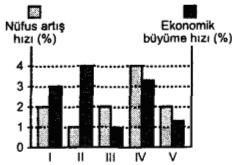 Nüfus artış
hızı (%)
Ekonomik
büyüme hızı (%)
4
3
2
1
0
I II III IV V